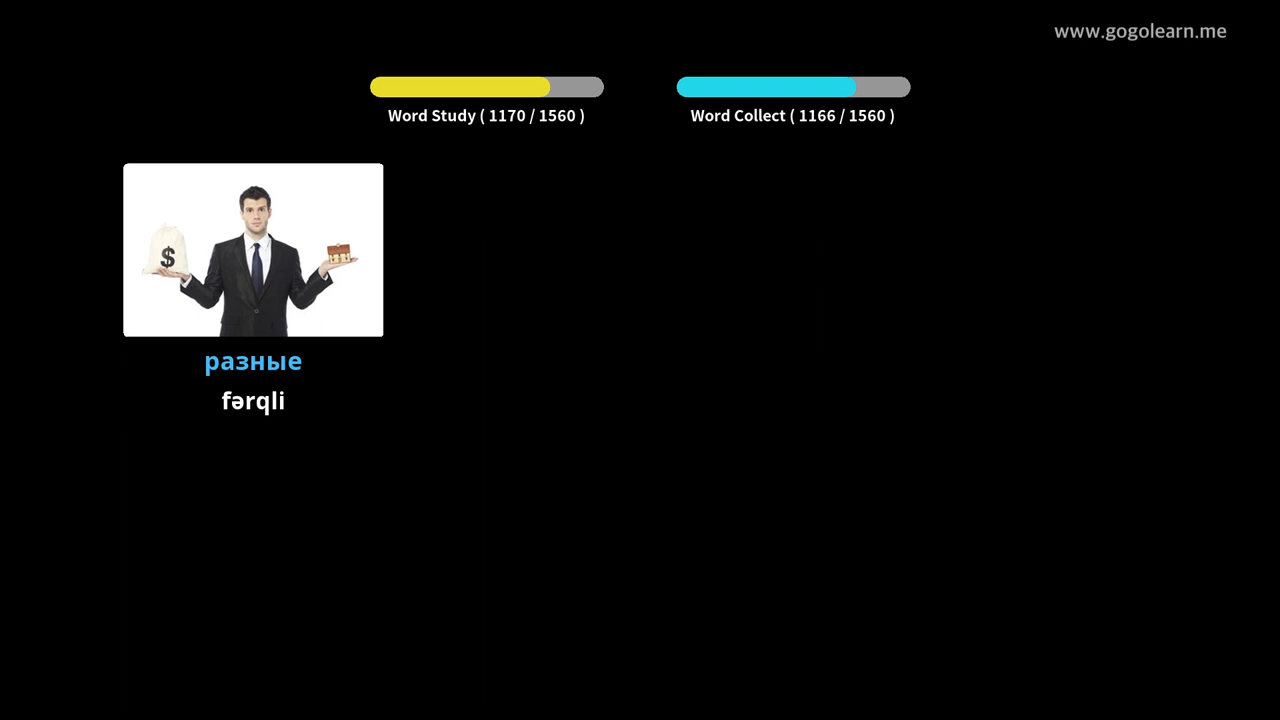 www.gogolearn.me
Word Study ( 1170 / 1560 )
Word Collect ( 1166 / 1560 )
$
разные
fərqli